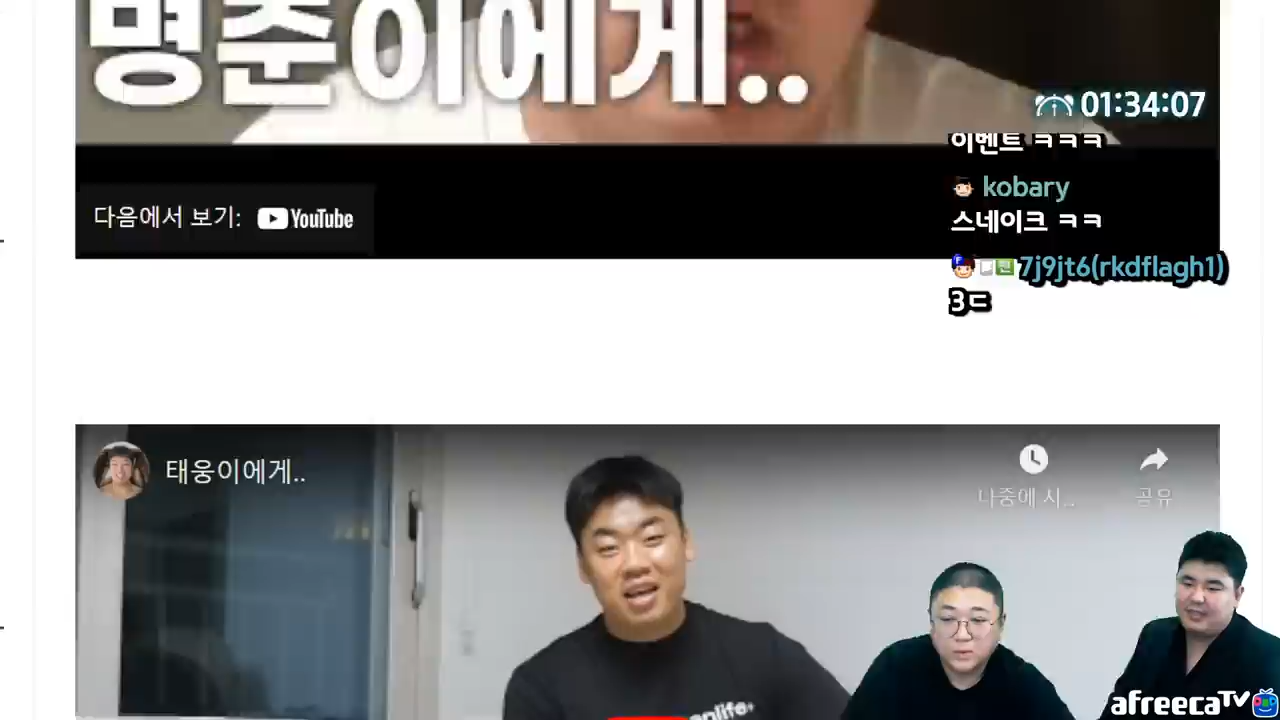 명준이에게..
01:34:07
이벤트 ㅋㅋㅋ
kobary
스네이크 ㅋㅋ
7j9jt6(rkdflagh1)
3ㄷ
다음에서 보기: YouTube
태웅이에게..
나중에 시...
공유
afreecaTV